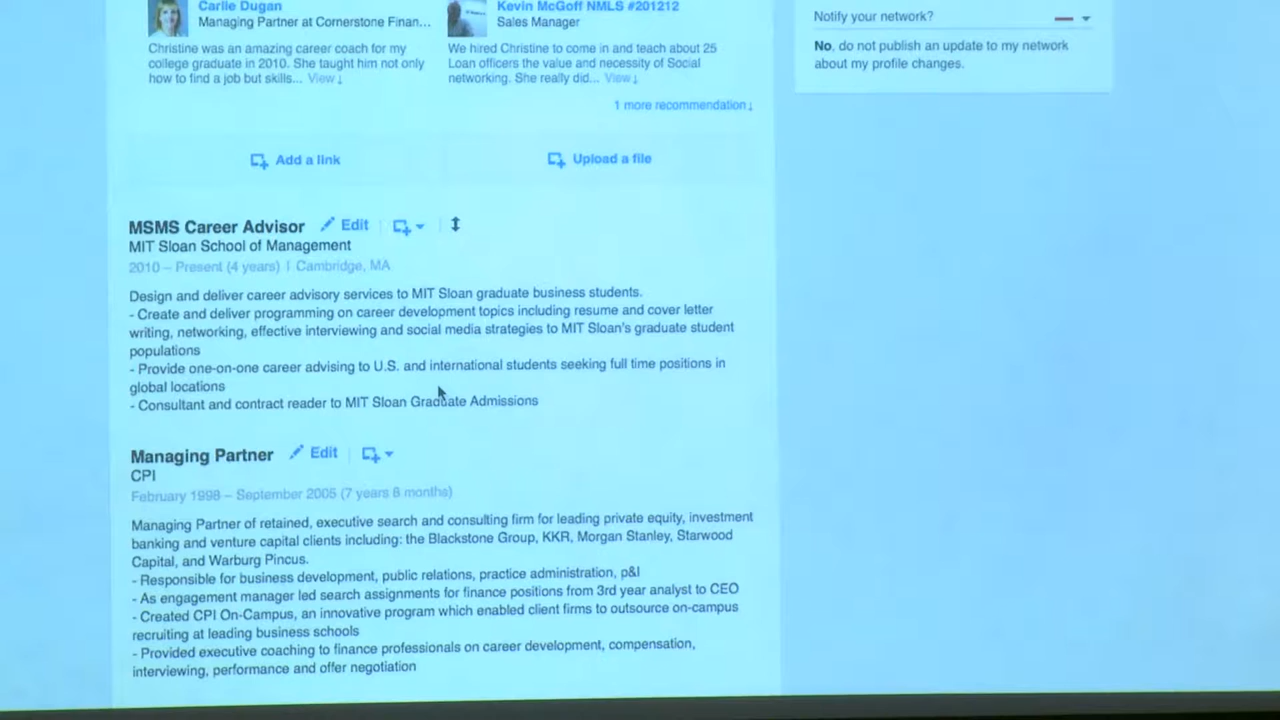 Carlie Dugan
Managing Partner at Cornerstone Finan...
Christine was an amazing career coach for my
college graduate in 2010. She taught him not only
how to find a job but skills... View↓
Kevin McGoff NMLS #201212
Sales Manager
We hired Christine to come in and teach about 25
Loan officers the value and necessity of Social
networking. She really did... View↓
1 more recommendation↓
Notify your network?
No, do not publish an update to my network
about my profile changes.
Add a link
Upload a file
MSMS Career Advisor Edit
MIT Sloan School of Management
2010 – Present (4 years) | Cambridge, MA
Design and deliver career advisory services to MIT Sloan graduate business students.
- Create and deliver programming on career development topics including resume and cover letter
writing, networking, effective interviewing and social media strategies to MIT Sloan's graduate student
populations
- Provide one-on-one career advising to U.S. and international students seeking full time positions in
global locations
- Consultant and contract reader to MIT Sloan Graduate Admissions
Managing Partner Edit
CPI
February 1998 – September 2005 (7 years 8 months)
Managing Partner of retained, executive search and consulting firm for leading private equity, investment
banking and venture capital clients including: the Blackstone Group, KKR, Morgan Stanley, Starwood
Capital, and Warburg Pincus.
- Responsible for business development, public relations, practice administration, p&l
- As engagement manager led search assignments for finance positions from 3rd year analyst to CEO
- Created CPI On-Campus, an innovative program which enabled client firms to outsource on-campus
recruiting at leading business schools
- Provided executive coaching to finance professionals on career development, compensation,
interviewing, performance and offer negotiation